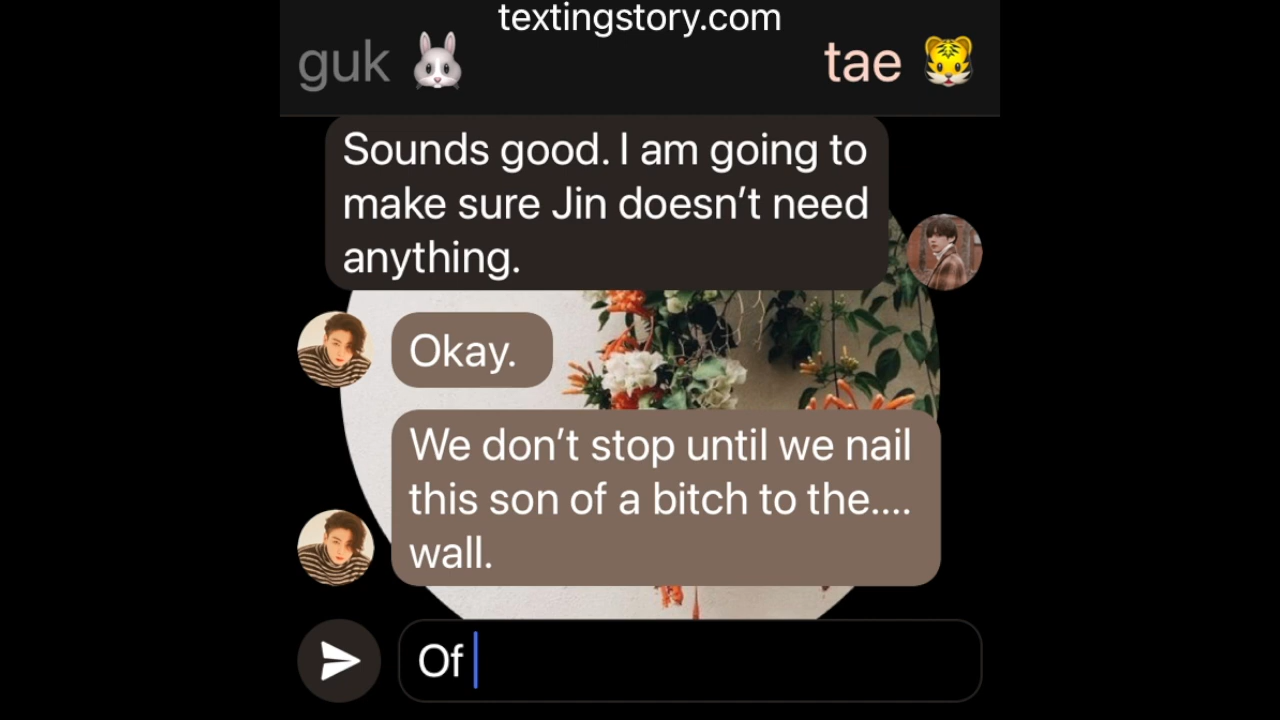 textingstory.com
guk 🐰
tae 🐯
Sounds good. I am going to
make sure Jin doesn’t need
anything.
Okay.
We don’t stop until we nail
this son of a bitch to the....
wall.
Of